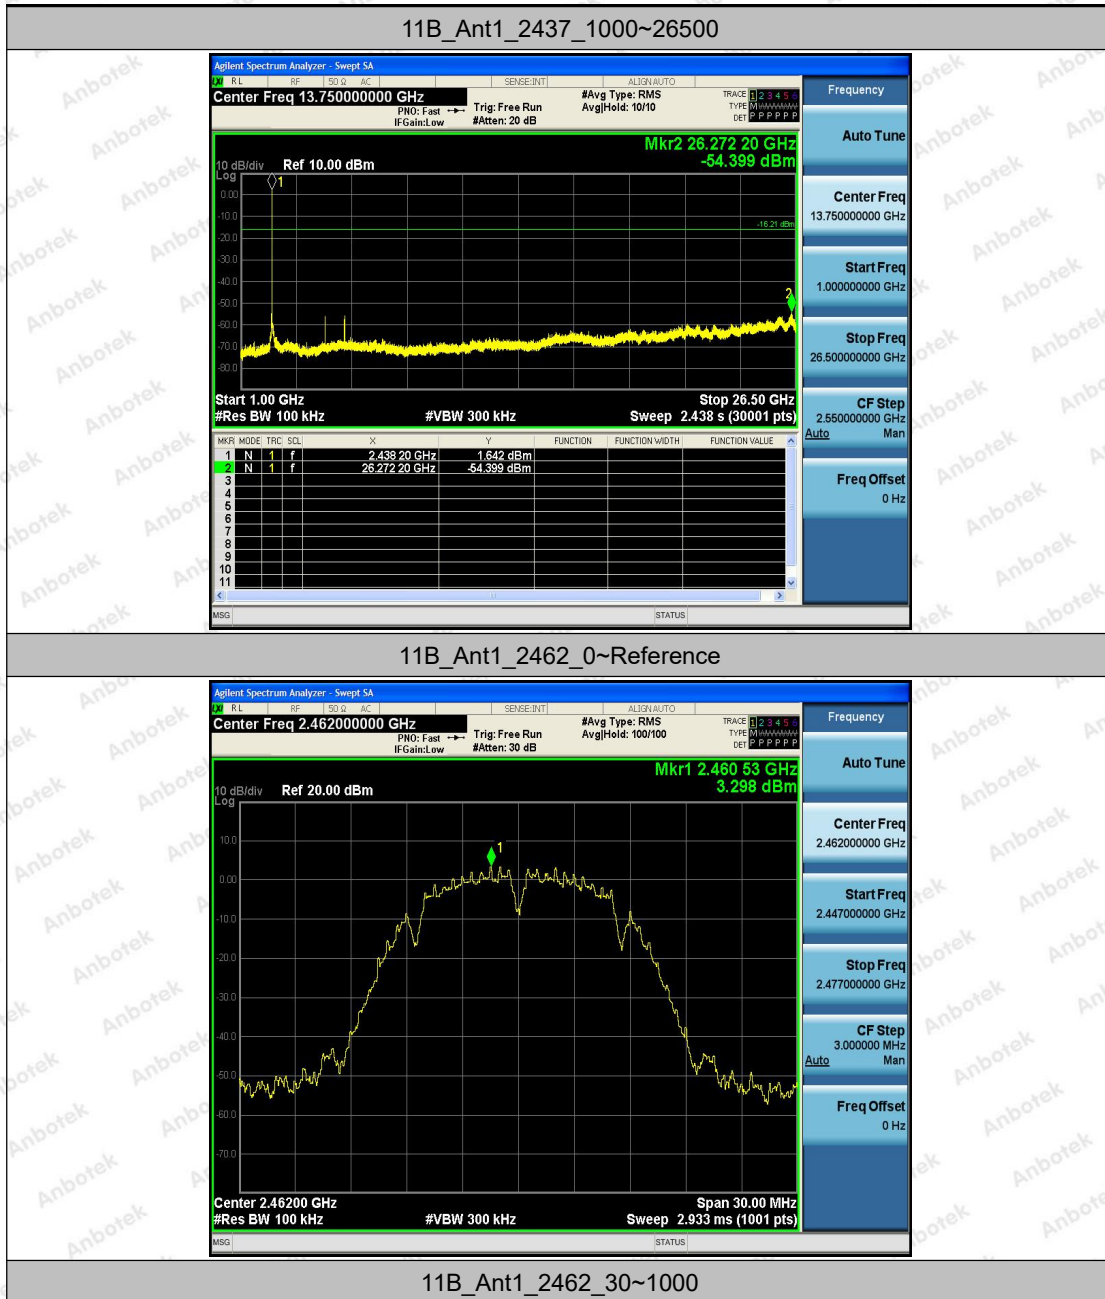 11B_Ant1_2437_1000~26500
Agilent Spectrum Analyzer - Swept SA
RL RF 50 Ω AC SENSE:INT ALIGN AUTO
Center Freq 13.750000000 GHz
PNO: Fast
IFGain:Low
Trig: Free Run
#Atten: 20 dB
#Avg Type: RMS
Avg|Hold: 10/10
TRACE 1 2 3 4 5 6
TYPE M
DET P P P P P P
Mkr2 26.272 20 GHz
-54.399 dBm
10 dB/div Ref 10.00 dBm
Log
1
0.00
-10.0
-16.21 dBm
-20.0
-30.0
-40.0
2
-50.0
-60.0
-70.0
-80.0
Start 1.00 GHz Stop 26.50 GHz
#Res BW 100 kHz #VBW 300 kHz Sweep 2.438 s (30001 pts)
MKR MODE TRC SCL X Y FUNCTION FUNCTION WIDTH FUNCTION VALUE
1 N 1 f 2.438 20 GHz 1.642 dBm
2 N 1 f 26.272 20 GHz -54.399 dBm
3
4
5
6
7
8
9
10
11
MSG STATUS
Frequency
Auto Tune
Center Freq
13.750000000 GHz
Start Freq
1.000000000 GHz
Stop Freq
26.500000000 GHz
CF Step
2.550000000 GHz
Auto Man
Freq Offset
0 Hz
11B_Ant1_2462_0~Reference
Agilent Spectrum Analyzer - Swept SA
RL RF 50 Ω AC SENSE:INT ALIGN AUTO
Center Freq 2.462000000 GHz
PNO: Fast
IFGain:Low
Trig: Free Run
#Atten: 30 dB
#Avg Type: RMS
Avg|Hold: 100/100
TRACE 1 2 3 4 5 6
TYPE M
DET P P P P P P
Mkr1 2.460 53 GHz
3.298 dBm
10 dB/div Ref 20.00 dBm
Log
10.0
1
0.00
-10.0
-20.0
-30.0
-40.0
-50.0
-60.0
-70.0
Center 2.46200 GHz Span 30.00 MHz
#Res BW 100 kHz #VBW 300 kHz Sweep 2.933 ms (1001 pts)
MSG STATUS
Frequency
Auto Tune
Center Freq
2.462000000 GHz
Start Freq
2.447000000 GHz
Stop Freq
2.477000000 GHz
CF Step
3.000000 MHz
Auto Man
Freq Offset
0 Hz
11B_Ant1_2462_30~1000